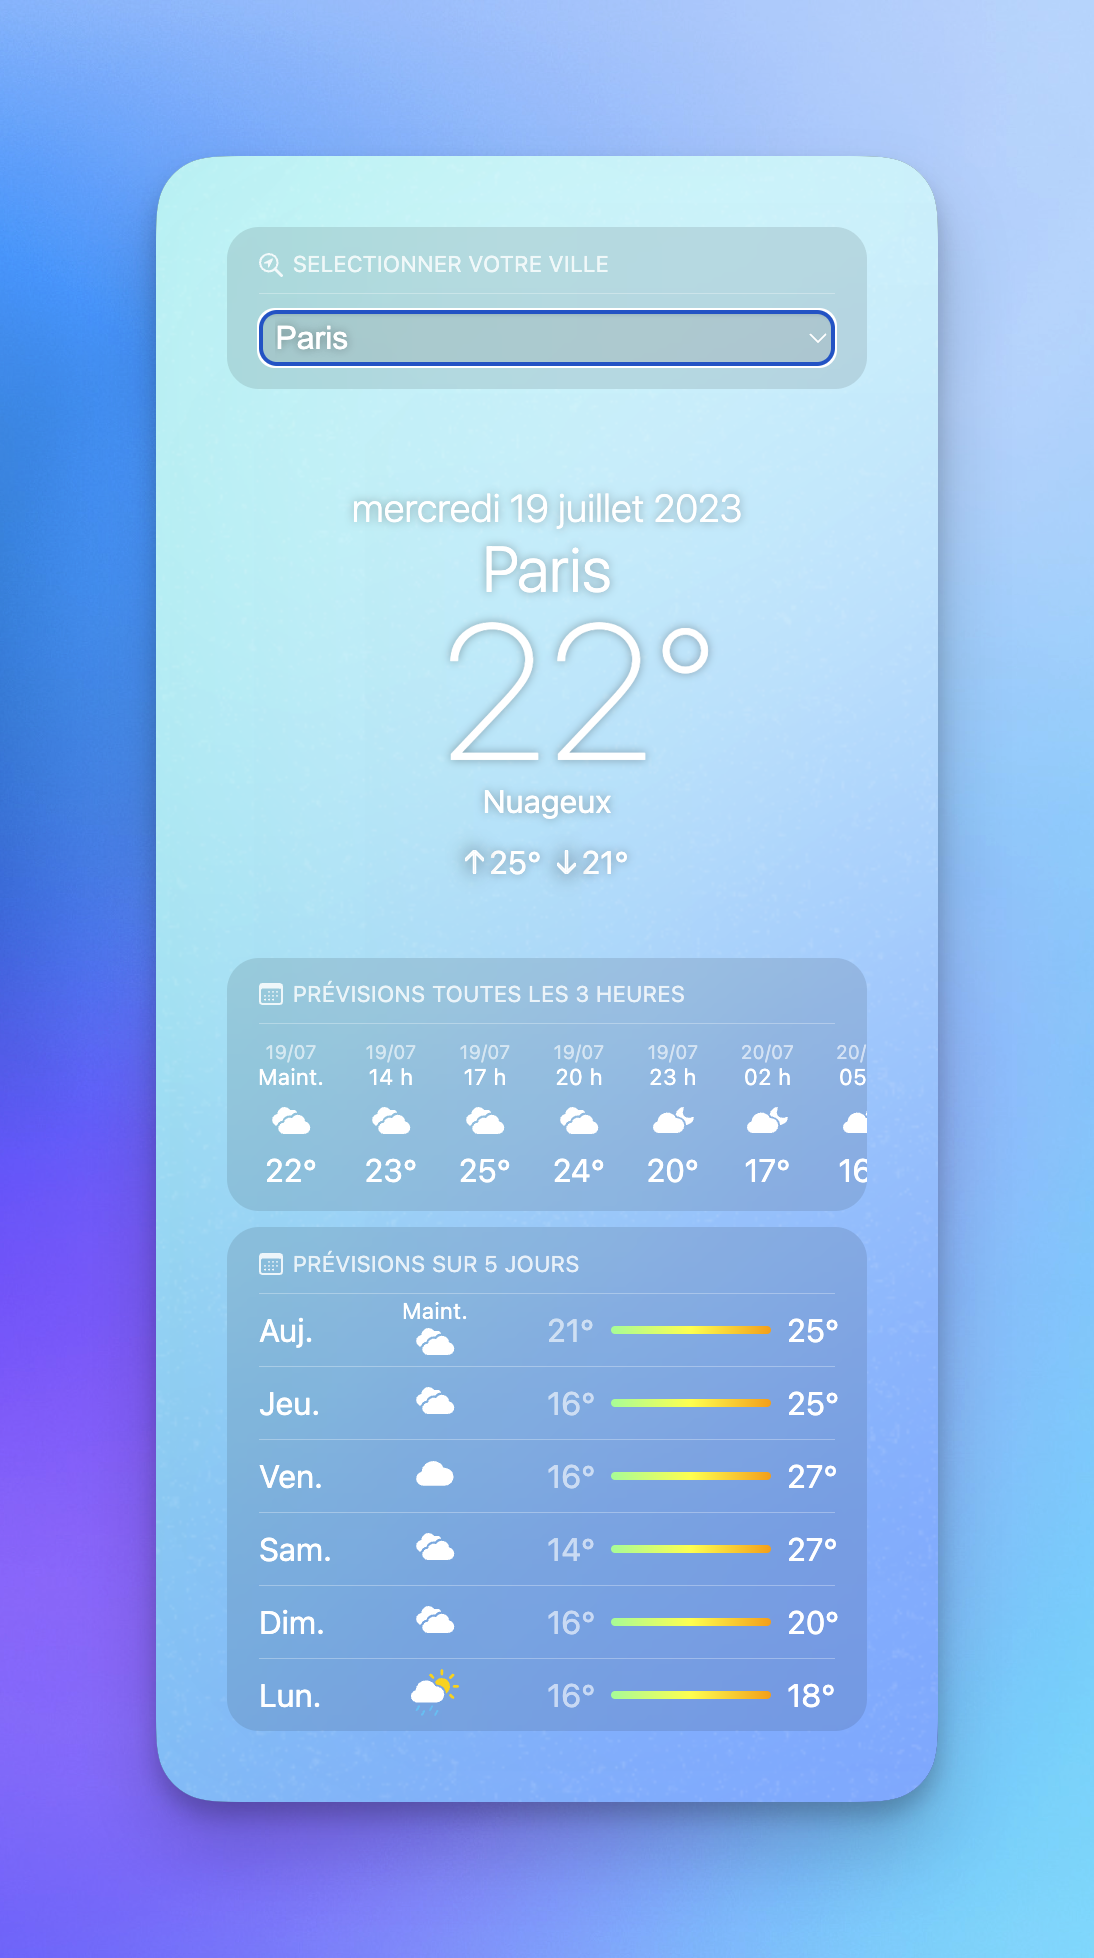 SELECTIONNER VOTRE VILLE
Paris
mercredi 19 juillet 2023
Paris
22°
Nuageux
↑25° ↓21°
PRÉVISIONS TOUTES LES 3 HEURES
19/07 19/07 19/07 19/07 19/07 20/07 20/
Maint. 14 h 17 h 20 h 23 h 02 h 05
22° 23° 25° 24° 20° 17° 16
PRÉVISIONS SUR 5 JOURS
Maint.
Auj. 21° 25°
Jeu. 16° 25°
Ven. 16° 27°
Sam. 14° 27°
Dim. 16° 20°
Lun. 16° 18°